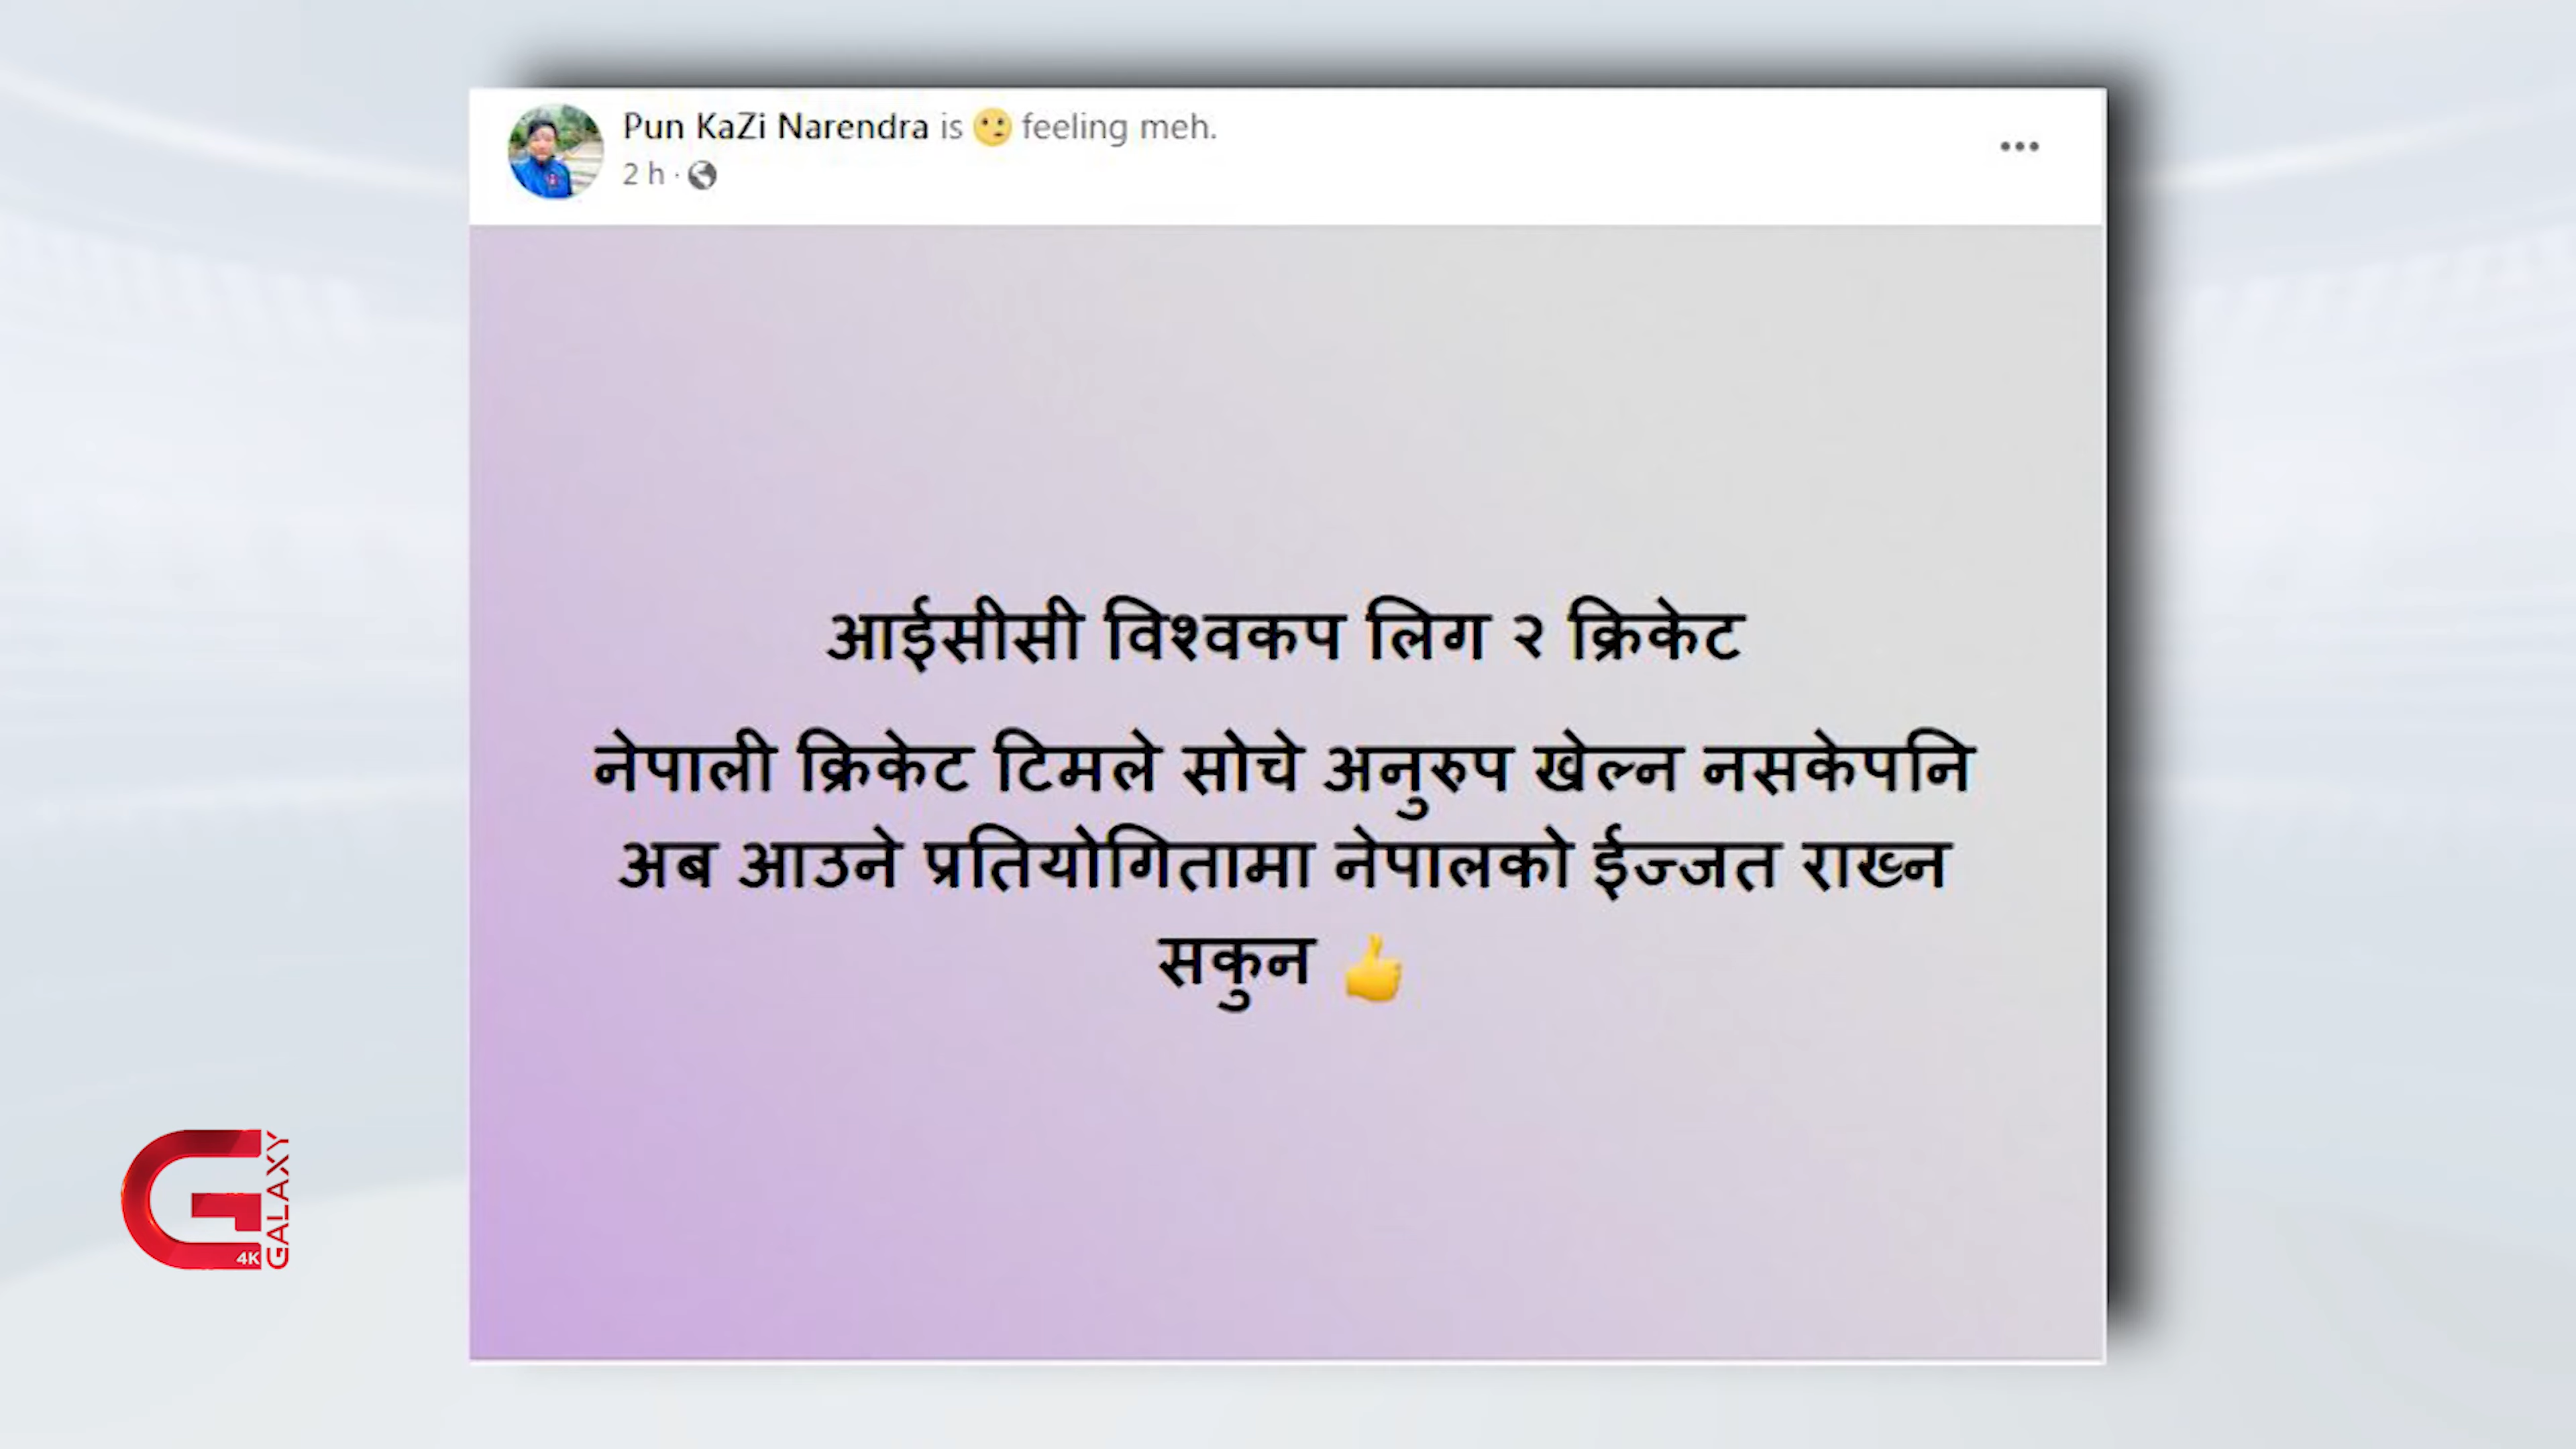 Pun KaZi Narendra is 🫤 feeling meh.
2 h ·
आईसीसी विश्वकप लिग २ क्रिकेट
नेपाली क्रिकेट टिमले सोचे अनुरुप खेल्न नसकेपनि
अब आउने प्रतियोगितामा नेपालको ईज्जत राख्न
सकुन 👍
4K GALAXY